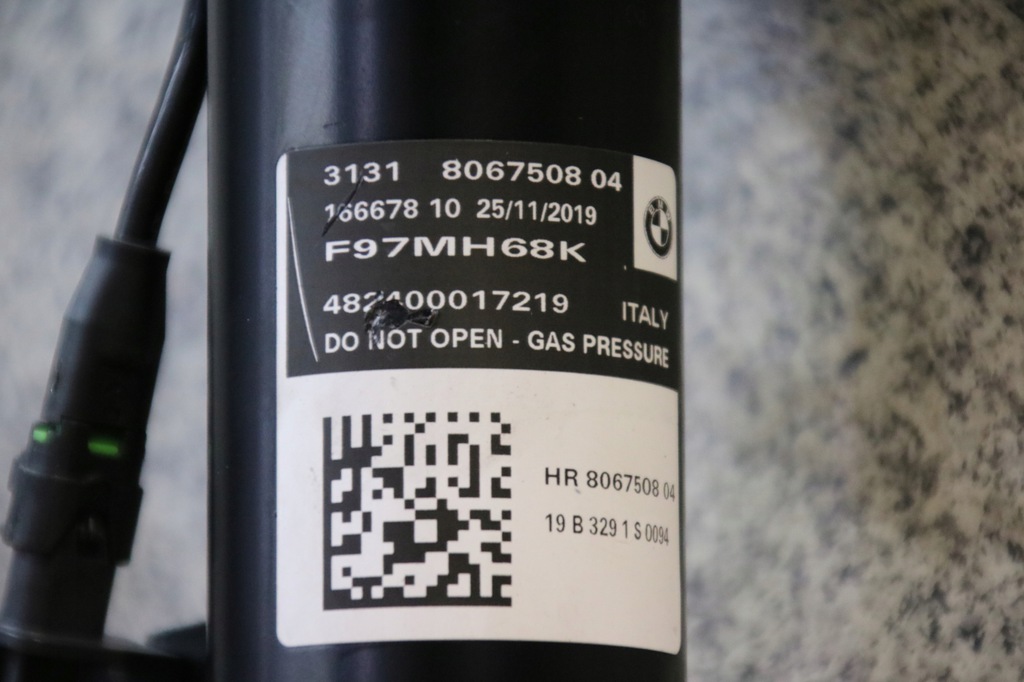 3131 8067508 04
166678 10 25/11/2019
F97MH68K
482400017219
ITALY
DO NOT OPEN - GAS PRESSURE
HR 8067508 04
19 B 329 1 S 0094